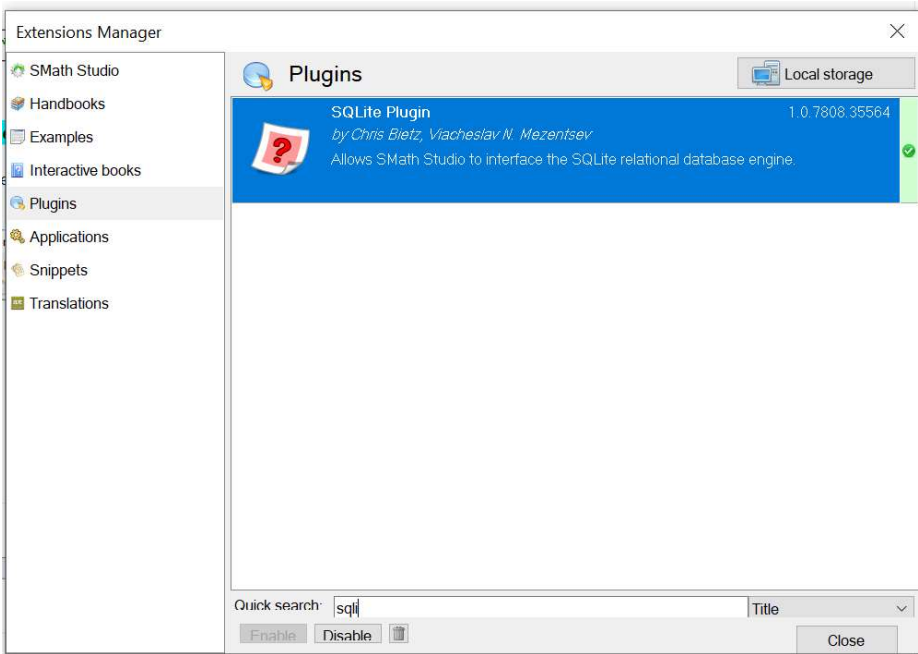 Extensions Manager
SMath Studio
Handbooks
Examples
Interactive books
Plugins
Applications
Snippets
Translations
Plugins
Local storage
SQLite Plugin
1.0.7808.35564
by Chris Bietz, Viacheslav N. Mezentsev
Allows SMath Studio to interface the SQLite relational database engine.
Quick search:
sqli
Title
Enable
Disable
Close